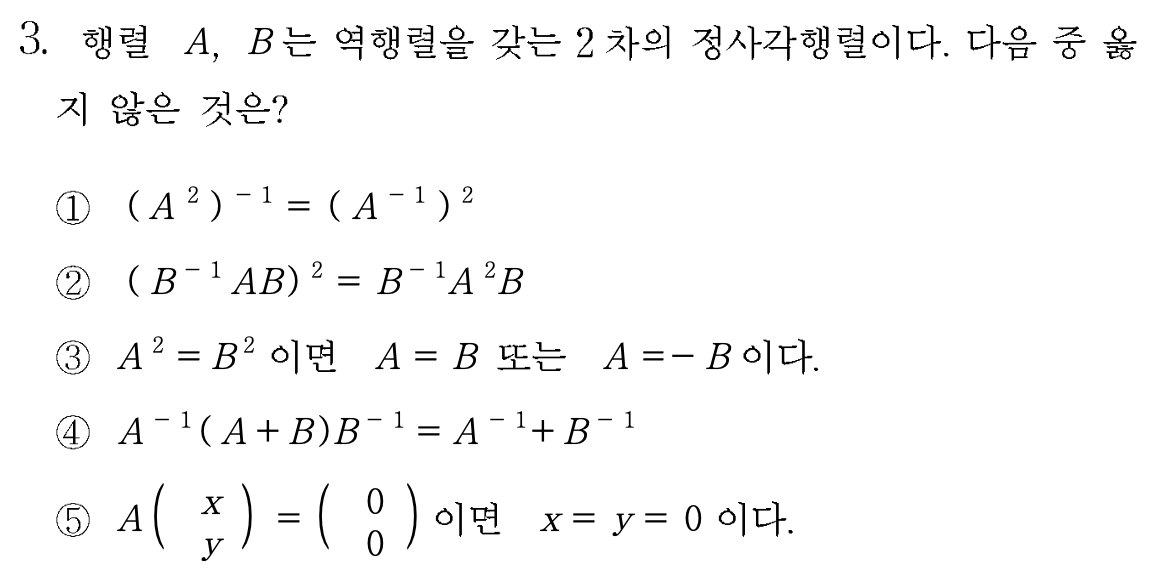 3. 행렬 A, B는 역행렬을 갖는 2차의 정사각행렬이다. 다음 중 옳
지 않은 것은?
① (A²)⁻¹ = (A⁻¹)²
② (B⁻¹AB)² = B⁻¹A²B
③ A² = B² 이면 A = B 또는 A = − B이다.
④ A⁻¹(A + B)B⁻¹ = A⁻¹ + B⁻¹
⑤ A(x y) = (0 0) 이면 x = y = 0 이다.